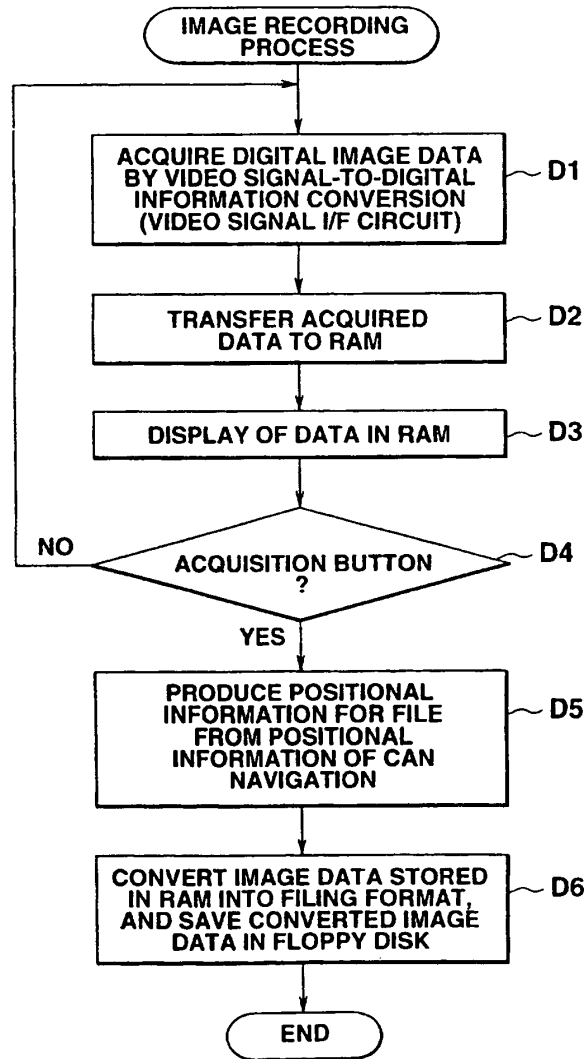 IMAGE RECORDING
PROCESS
ACQUIRE DIGITAL IMAGE DATA
BY VIDEO SIGNAL-TO-DIGITAL
INFORMATION CONVERSION
(VIDEO SIGNAL I/F CIRCUIT)
D1
TRANSFER ACQUIRED
DATA TO RAM
D2
DISPLAY OF DATA IN RAM
D3
NO
ACQUISITION BUTTON
?
D4
YES
PRODUCE POSITIONAL
INFORMATION FOR FILE
FROM POSITIONAL
INFORMATION OF CAN
NAVIGATION
D5
CONVERT IMAGE DATA STORED
IN RAM INTO FILING FORMAT,
AND SAVE CONVERTED IMAGE
DATA IN FLOPPY DISK
D6
END